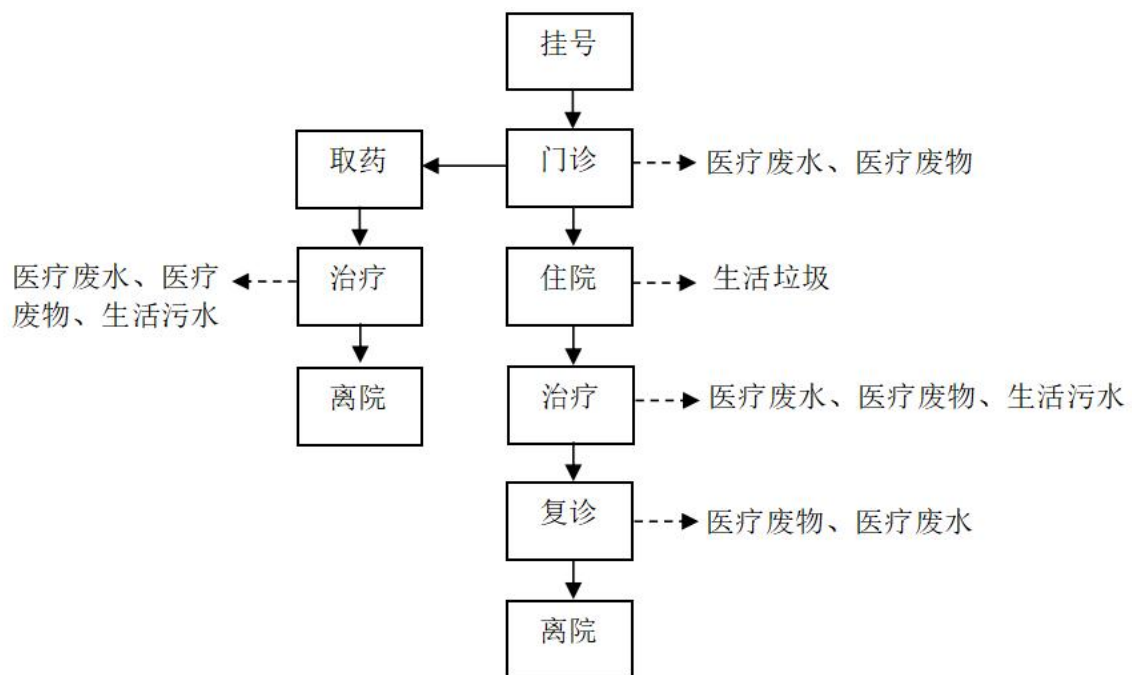 挂号
取药
门诊
医疗废水、医疗废物
医疗废水、医疗
废物、生活污水
治疗
住院
生活垃圾
离院
治疗
医疗废水、医疗废物、生活污水
复诊
医疗废物、医疗废水
离院